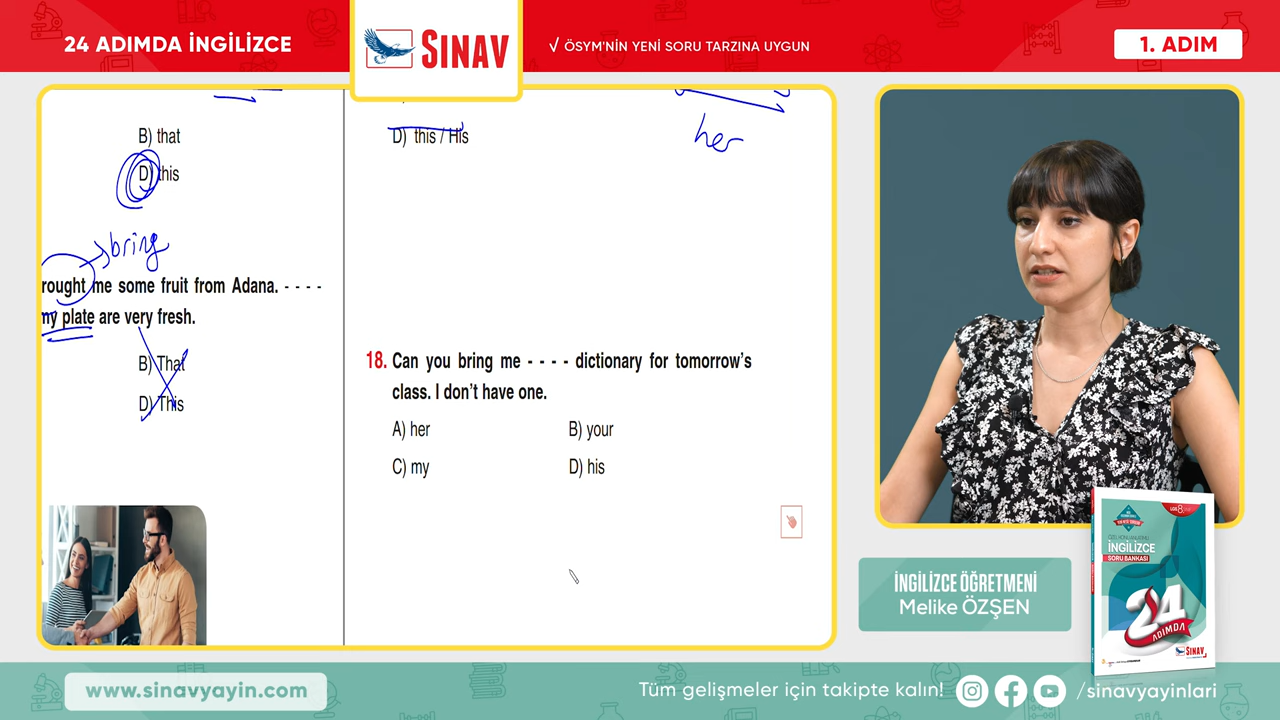 24 ADIMDA İNGİLİZCE
SINAV
√ ÖSYM'NİN YENİ SORU TARZINA UYGUN
1. ADIM
B) that
D) this
bring
rought me some fruit from Adana. - - - -
my plate are very fresh.
B) That
D) This
D) this / His
her
18. Can you bring me - - - - dictionary for tomorrow's
class. I don't have one.
A) her
B) your
C) my
D) his
LGS 8
İNGİLİZCE
SORU BANKASI
24
ADIMDA
SINAV
İNGİLİZCE ÖĞRETMENİ
Melike ÖZŞEN
www.sinavyayin.com
Tüm gelişmeler için takipte kalın!
/sinavyayinlari